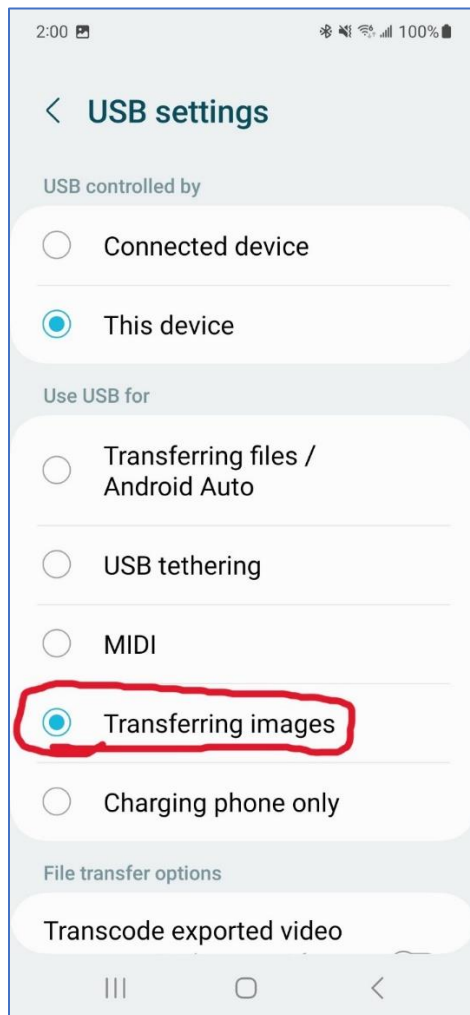 2:00 100%
USB settings
USB controlled by
Connected device
This device
Use USB for
Transferring files /
Android Auto
USB tethering
MIDI
Transferring images
Charging phone only
File transfer options
Transcode exported video